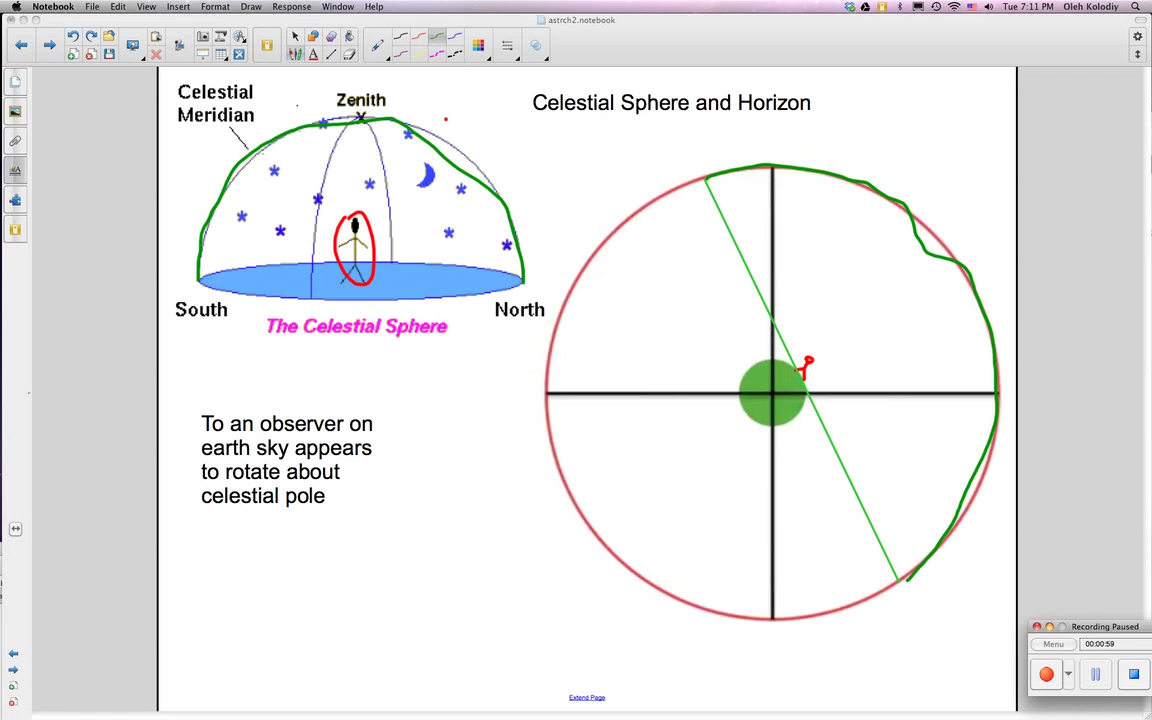 Notebook File Edit View Insert Format Draw Response Window Help
Tue 7:11 PM Oleh Kolodiy
astrch2.notebook
Celestial
Meridian
Zenith
Celestial Sphere and Horizon
South
North
The Celestial Sphere
To an observer on
earth sky appears
to rotate about
celestial pole
Extend Page
Recording Paused
Menu
00:00:59